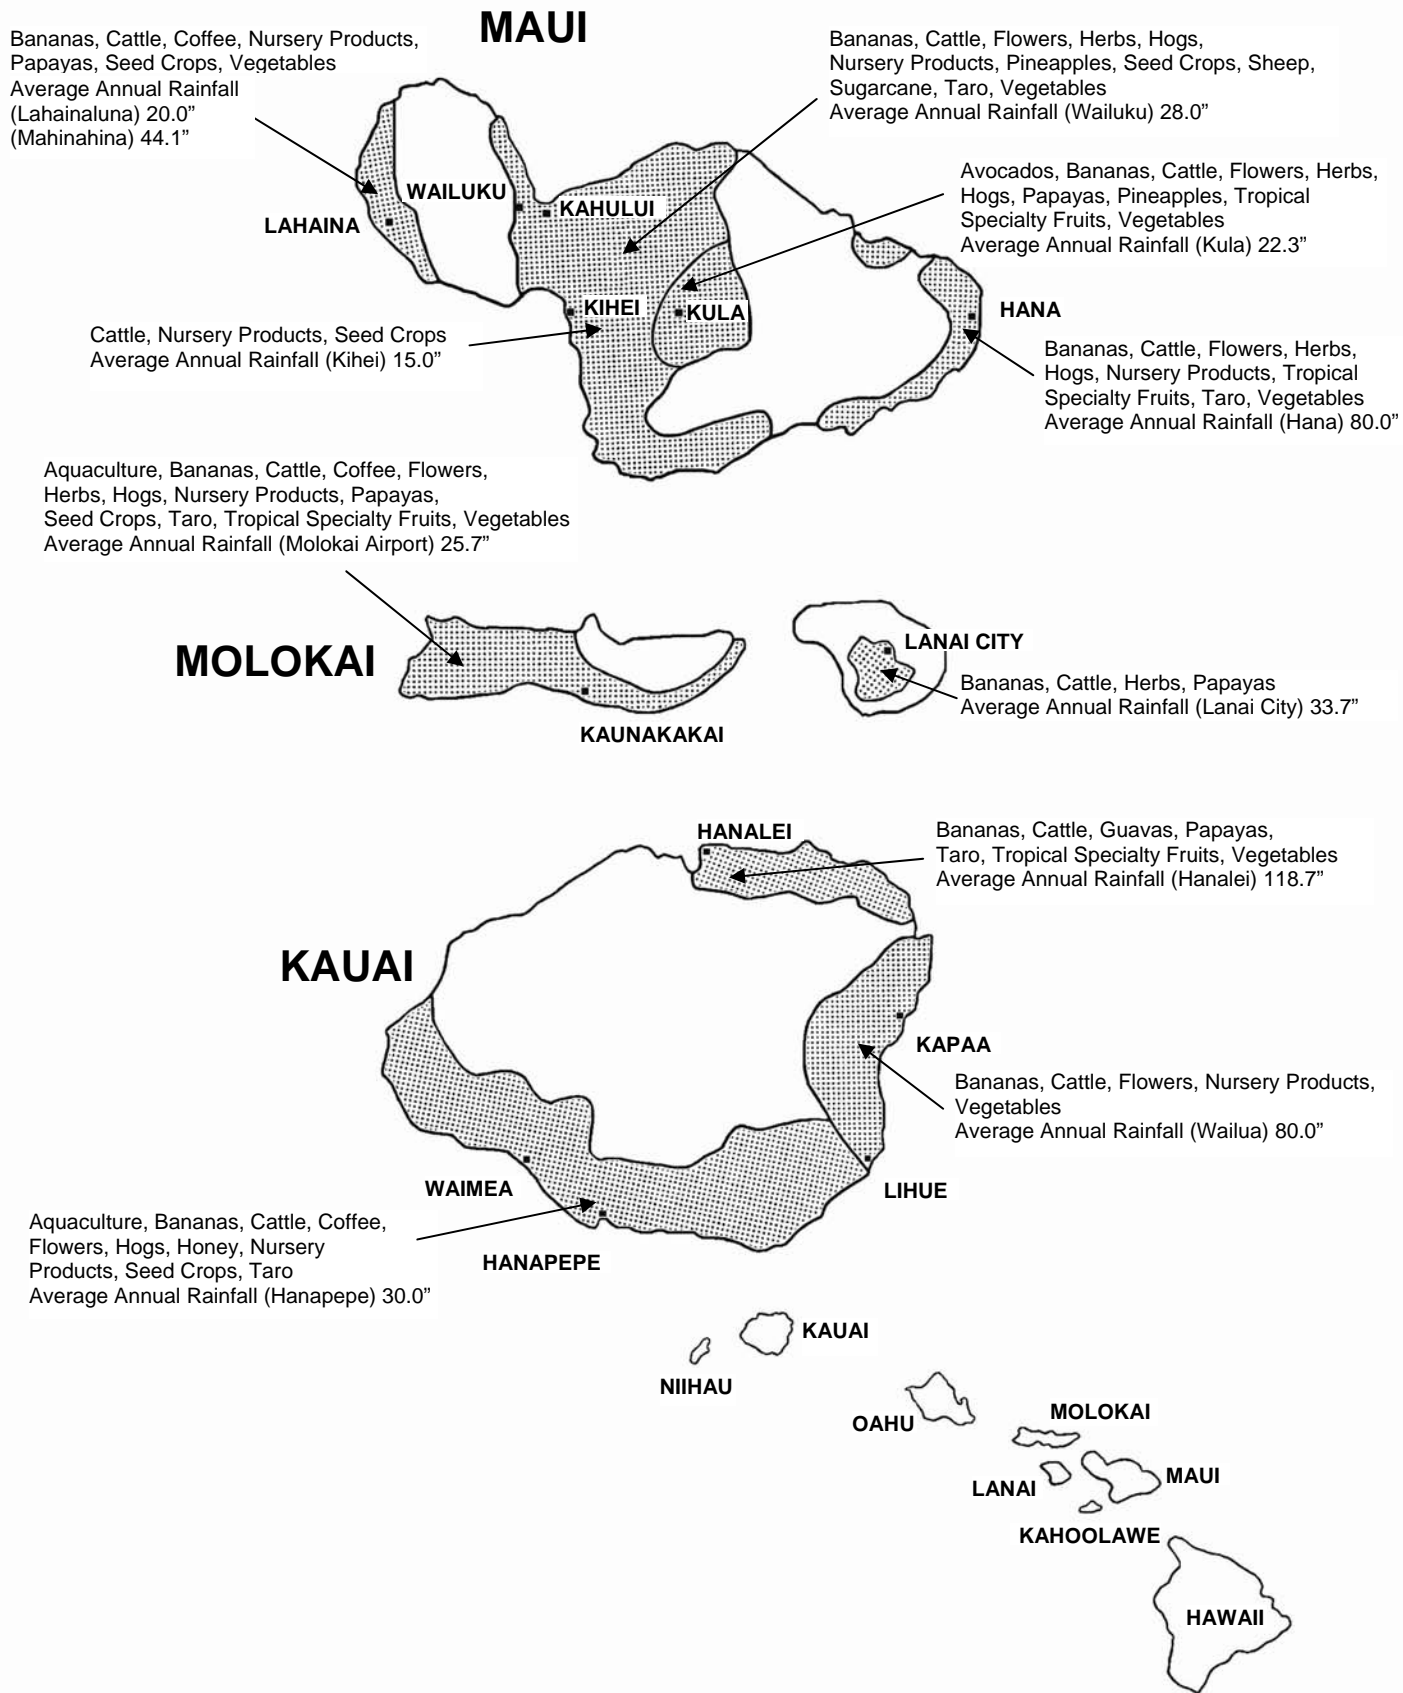 MAUI
Bananas, Cattle, Coffee, Nursery Products,
Papayas, Seed Crops, Vegetables
Average Annual Rainfall
(Lahainaluna) 20.0”
(Mahinahina) 44.1”
Bananas, Cattle, Flowers, Herbs, Hogs,
Nursery Products, Pineapples, Seed Crops, Sheep,
Sugarcane, Taro, Vegetables
Average Annual Rainfall (Wailuku) 28.0”
Avocados, Bananas, Cattle, Flowers, Herbs,
Hogs, Papayas, Pineapples, Tropical
Specialty Fruits, Vegetables
Average Annual Rainfall (Kula) 22.3”
WAILUKU
KAHULUI
LAHAINA
KIHEI
KULA
HANA
Cattle, Nursery Products, Seed Crops
Average Annual Rainfall (Kihei) 15.0”
Bananas, Cattle, Flowers, Herbs,
Hogs, Nursery Products, Tropical
Specialty Fruits, Taro, Vegetables
Average Annual Rainfall (Hana) 80.0”
Aquaculture, Bananas, Cattle, Coffee, Flowers,
Herbs, Hogs, Nursery Products, Papayas,
Seed Crops, Taro, Tropical Specialty Fruits, Vegetables
Average Annual Rainfall (Molokai Airport) 25.7”
MOLOKAI
KAUNAKAKAI
LANAI CITY
Bananas, Cattle, Herbs, Papayas
Average Annual Rainfall (Lanai City) 33.7”
HANALEI
Bananas, Cattle, Guavas, Papayas,
Taro, Tropical Specialty Fruits, Vegetables
Average Annual Rainfall (Hanalei) 118.7”
KAUAI
KAPAA
Bananas, Cattle, Flowers, Nursery Products,
Vegetables
Average Annual Rainfall (Wailua) 80.0”
WAIMEA
LIHUE
HANAPEPE
Aquaculture, Bananas, Cattle, Coffee,
Flowers, Hogs, Honey, Nursery
Products, Seed Crops, Taro
Average Annual Rainfall (Hanapepe) 30.0”
KAUAI
NIIHAU
OAHU
MOLOKAI
LANAI
MAUI
KAHOOLAWE
HAWAII